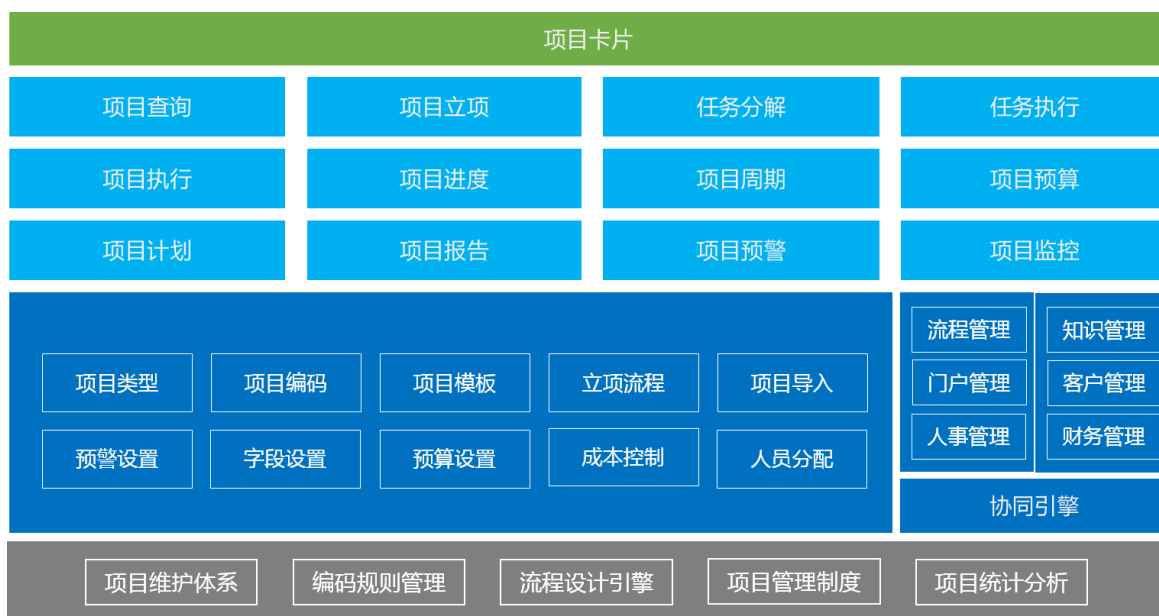 项目卡片
项目查询 项目立项 任务分解 任务执行
项目执行 项目进度 项目周期 项目预算
项目计划 项目报告 项目预警 项目监控
项目类型 项目编码 项目模板 立项流程 项目导入
预警设置 字段设置 预算设置 成本控制 人员分配
流程管理 知识管理
门户管理 客户管理
人事管理 财务管理
协同引擎
项目维护体系 编码规则管理 流程设计引擎 项目管理制度 项目统计分析